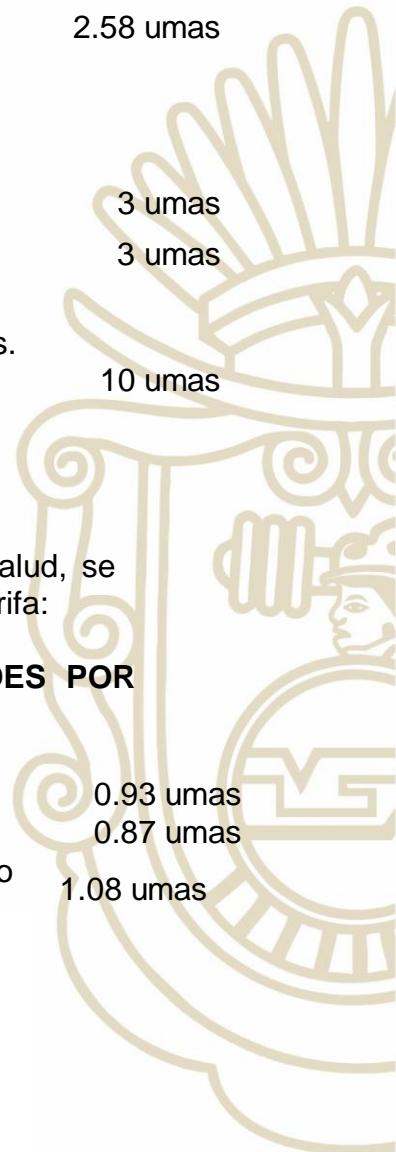 2.58 umas
3 umas
3 umas
s.
10 umas
alud, se
rifa:
DES POR
0.93 umas
0.87 umas
o 1.08 umas